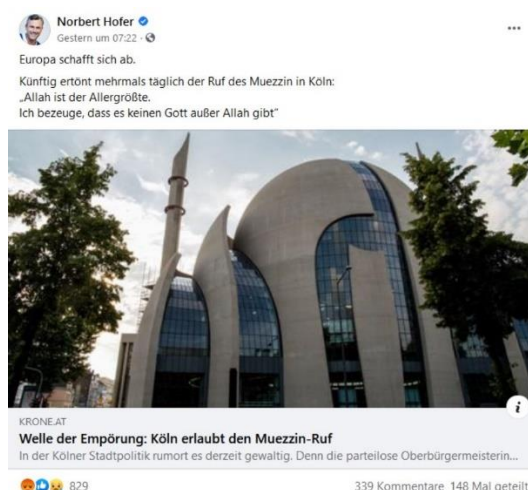 Norbert Hofer
Gestern um 07:22 ·
Europa schafft sich ab.
Künftig ertönt mehrmals täglich der Ruf des Muezzin in Köln:
„Allah ist der Allergrößte.
Ich bezeuge, dass es keinen Gott außer Allah gibt“
i
KRONE.AT
Welle der Empörung: Köln erlaubt den Muezzin-Ruf
In der Kölner Stadtpolitik rumort es derzeit gewaltig. Denn die parteilose Oberbürgermeisterin...
829
339 Kommentare 148 Mal geteilt